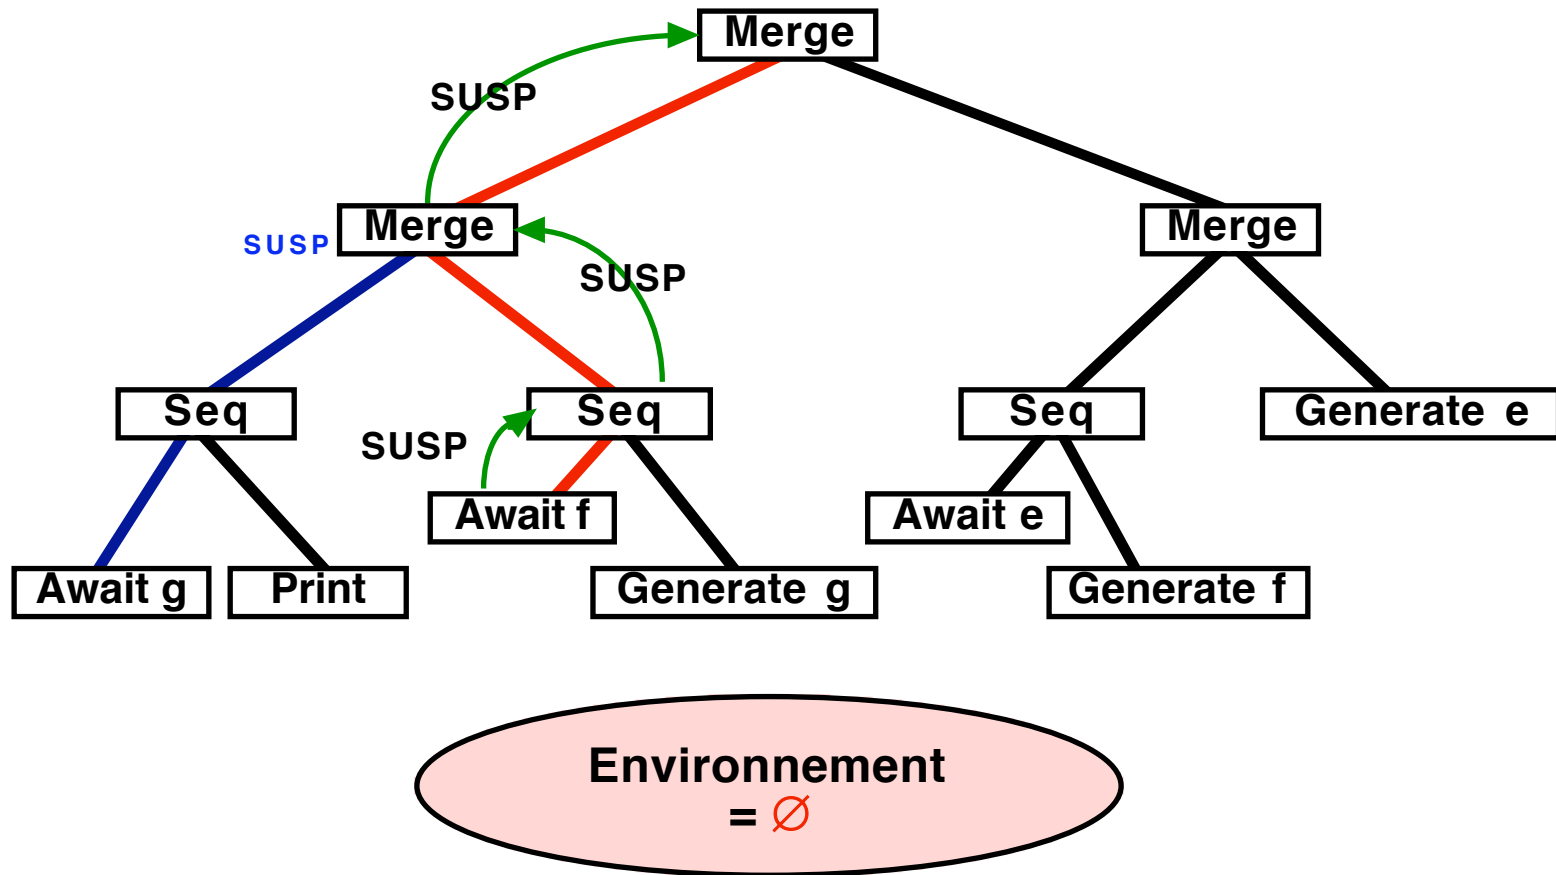 Merge
SUSP
Merge
SUSP
SUSP
Merge
Seq
Seq
Seq
Generate e
SUSP
Await f
Await e
Await g
Print
Generate g
Generate f
Environnement
= ∅